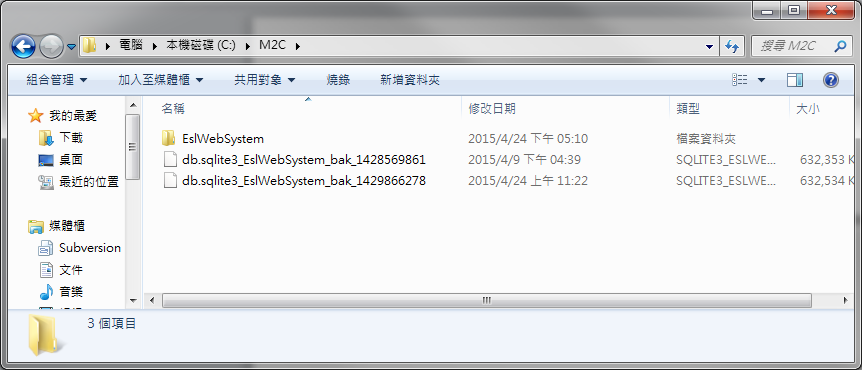 電腦 本機磁碟 (C:) M2C 搜尋 M2C
組合管理 加入至媒體櫃 共用對象 燒錄 新增資料夾
我的最愛
下載
桌面
最近的位置
媒體櫃
Subversion
文件
音樂
名稱 修改日期 類型 大小
EslWebSystem 2015/4/24 下午 05:10 檔案資料夾
db.sqlite3_EslWebSystem_bak_1428569861 2015/4/9 下午 04:39 SQLITE3_ESLWE... 632,353 K
db.sqlite3_EslWebSystem_bak_1429866278 2015/4/24 上午 11:22 SQLITE3_ESLWE... 632,534 K
3 個項目